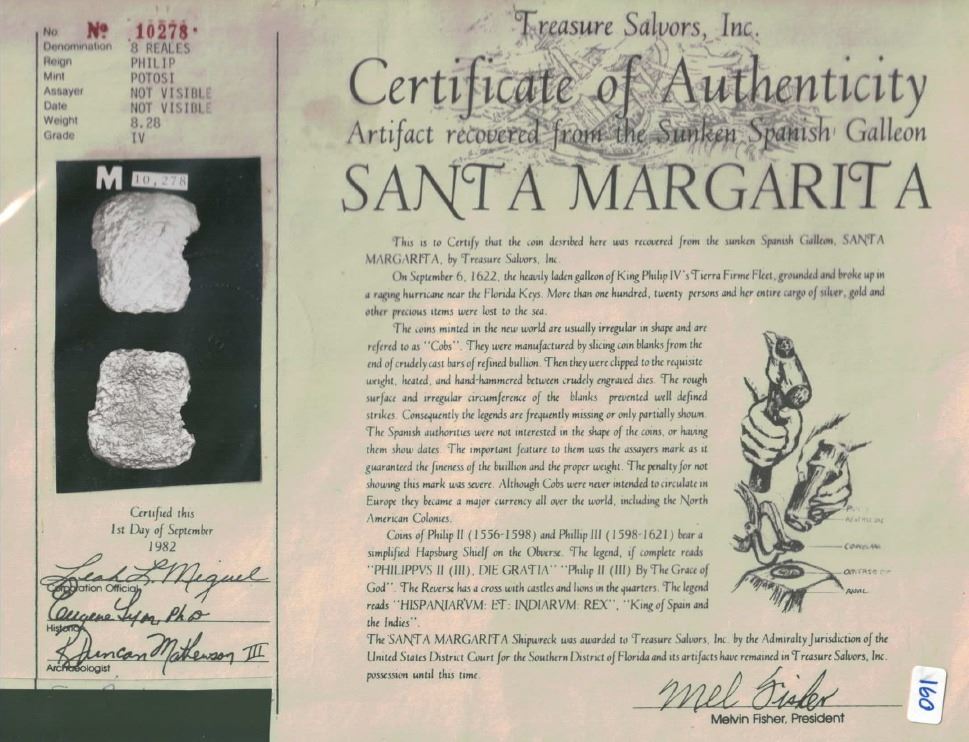 No. Nº 10278.
Denomination 8 REALES
Reign PHILIP
Mint POTOSI
Assayer NOT VISIBLE
Date NOT VISIBLE
Weight 8.28
Grade IV
M 10,278
Certified this
1st Day of September
1982
Leah L. Miguel
Corporation Official
Eugene Lyon PhD
Historian
R Duncan Mathewson III
Archaeologist
Treasure Salvors, Inc.
Certificate of Authenticity
Artifact recovered from the Sunken Spanish Galleon
SANTA MARGARITA
This is to Certify that the coin desribed here was recovered from the sunken Spanish Galleon, SANTA
MARGARITA, by Treasure Salvors, Inc.
On September 6, 1622, the heavily laden galleon of King Philip IV's Tierra Firme Fleet, grounded and broke up in
a raging hurricane near the Florida Keys. More than one hundred, twenty persons and her entire cargo of silver, gold and
other precious items were lost to the sea.
The coins minted in the new world are usually irregular in shape and are
refered to as "Cobs". They were manufactured by slicing coin blanks from the
end of crudely cast bars of refined bullion. Then they were clipped to the requisite
weight, heated, and hand-hammered between crudely engraved dies. The rough
surface and irregular circumference of the blanks prevented well defined
strikes. Consequently the legends are frequently missing or only partially shown.
The Spanish authorities were not interested in the shape of the coins, or having
them show dates. The important feature to them was the assayers mark as it
guaranteed the fineness of the buillion and the proper weight. The penalty for not
showing this mark was severe. Although Cobs were never intended to circulate in
Europe they became a major currency all over the world, including the North
American Colonies.
Coins of Philip II (1556-1598) and Phillip III (1598-1621) bear a
simplified Hapsburg Shielf on the Obverse. The legend, if complete reads
"PHILIPPVS II (III), DIE GRATIA" "Philip II (III) By The Grace of
God". The Reverse has a cross with castles and lions in the quarters. The legend
reads "HISPANIARVM: ET: INDIARVM: REX", "King of Spain and
the Indies".
The SANTA MARGARITA Shipwreck was awarded to Treasure Salvors, Inc. by the Admiralty Jurisdiction of the
United States District Court for the Southern District of Florida and its artifacts have remained in Treasure Salvors, Inc.
possession until this time.
Mel Fisher
Melvin Fisher, President
160